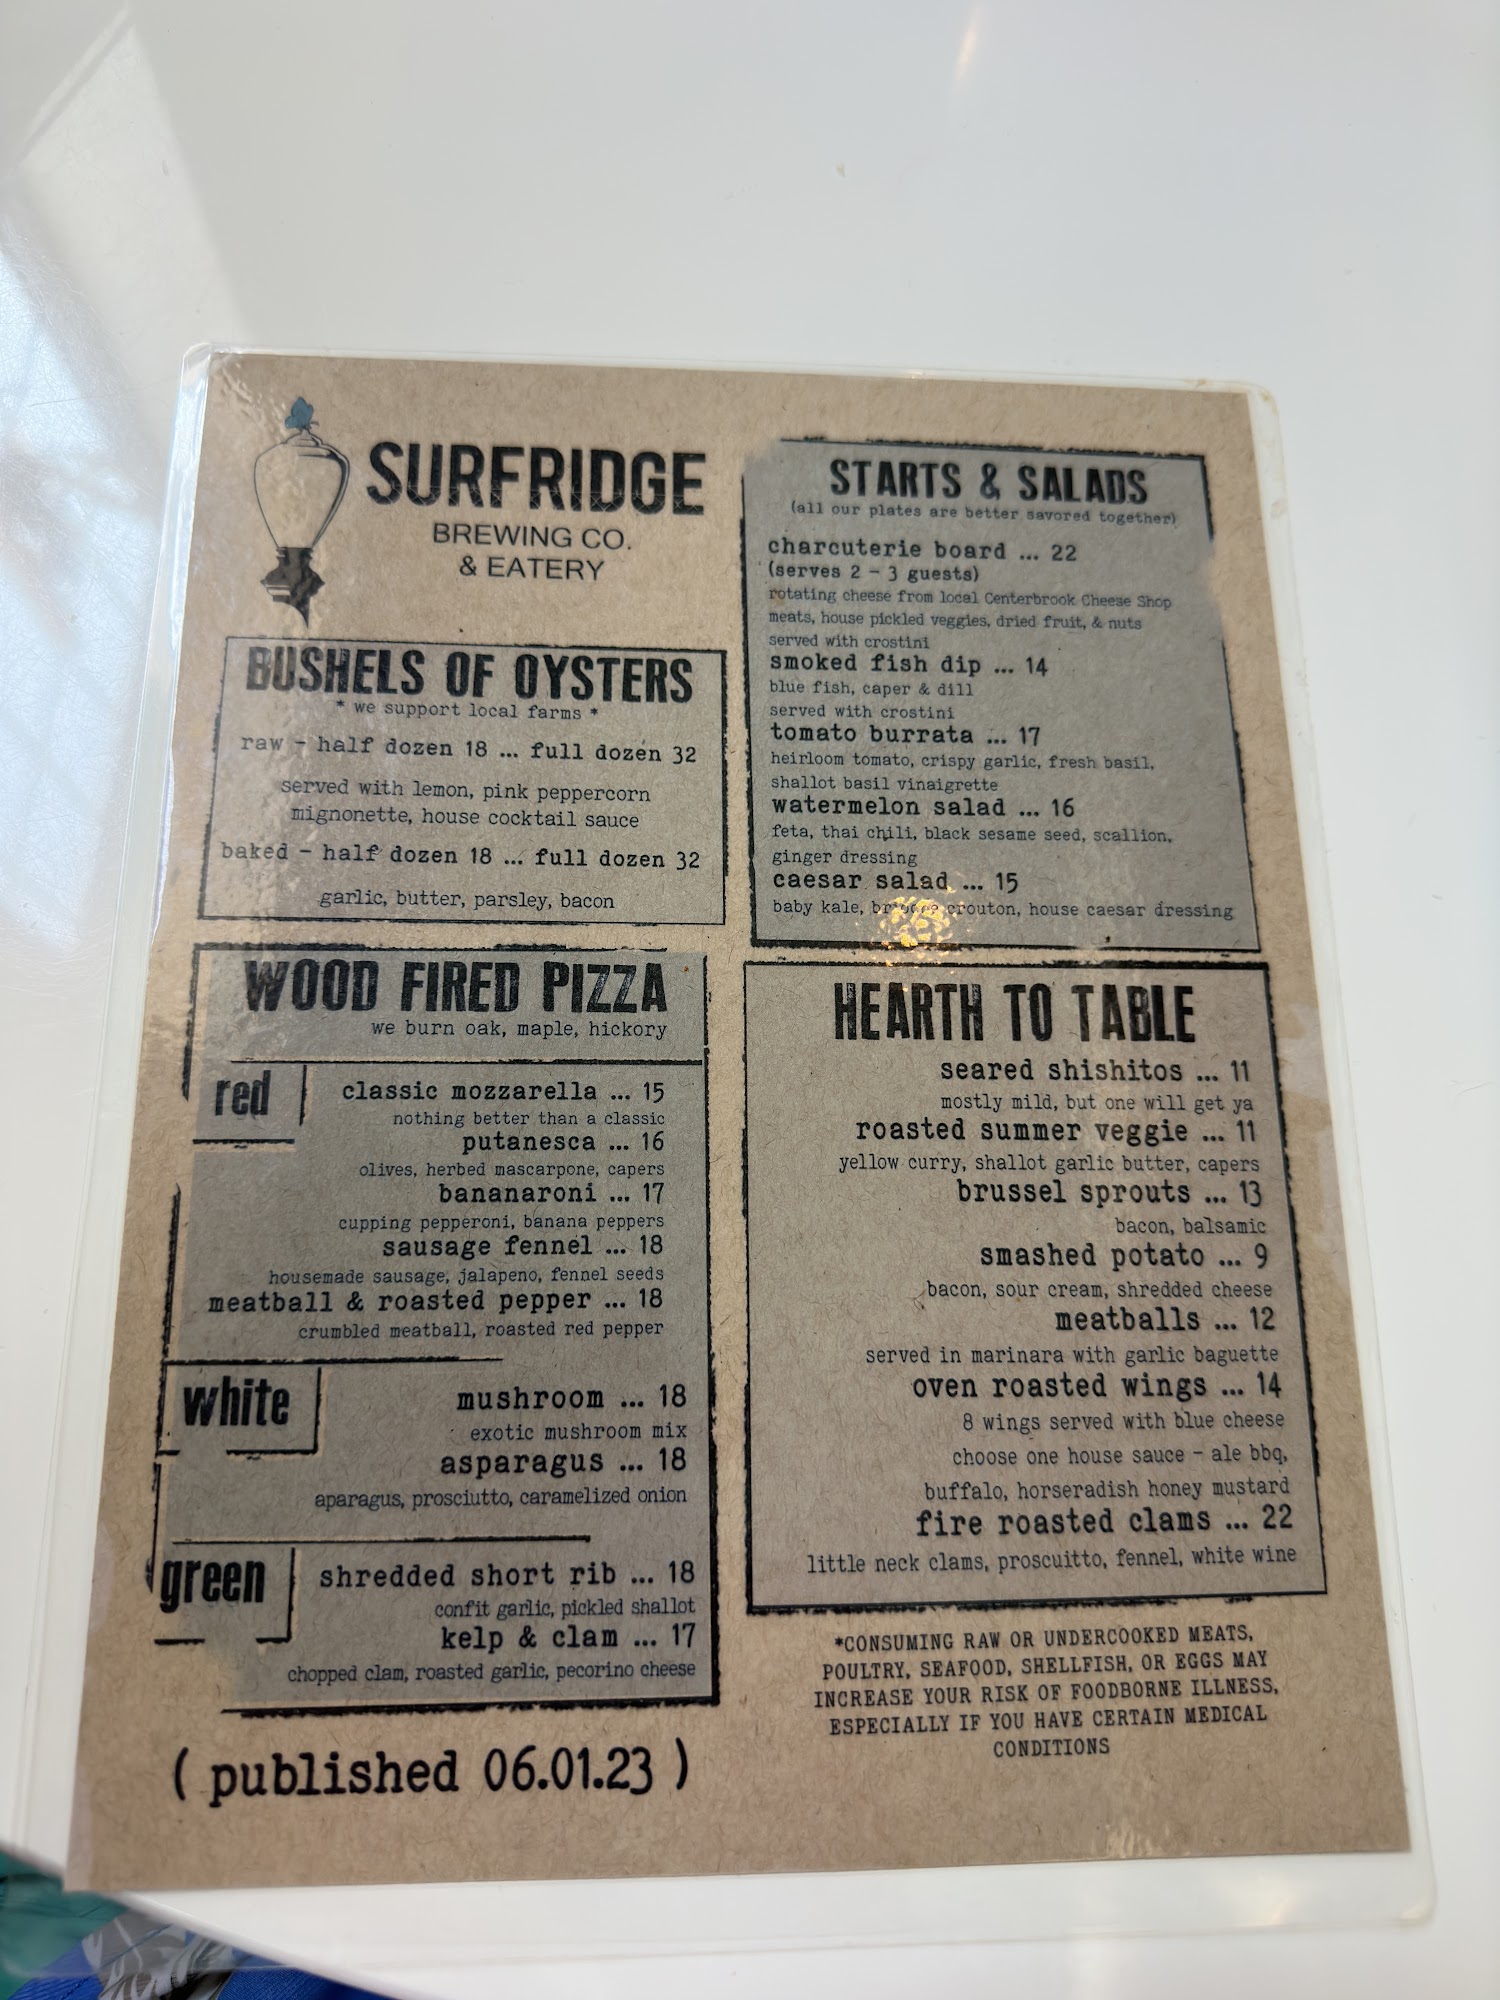 SURFRIDGE
BREWING CO.
& EATERY
BUSHELS OF OYSTERS
* we support local farms *
raw - half dozen 18 ... full dozen 32
served with lemon, pink peppercorn
mignonette, house cocktail sauce
baked - half dozen 18 ... full dozen 32
garlic, butter, parsley, bacon
WOOD FIRED PIZZA
we burn oak, maple, hickory
red
classic mozzarella ... 15
nothing better than a classic
putanesca ... 16
olives, herbed mascarpone, capers
bananaroni ... 17
cupping pepperoni, banana peppers
sausage fennel ... 18
housemade sausage, jalapeno, fennel seeds
meatball & roasted pepper ... 18
crumbled meatball, roasted red pepper
white
mushroom ... 18
exotic mushroom mix
asparagus ... 18
aparagus, prosciutto, caramelized onion
green
shredded short rib ... 18
confit garlic, pickled shallot
kelp & clam ... 17
chopped clam, roasted garlic, pecorino cheese
( published 06.01.23 )
STARTS & SALADS
(all our plates are better savored together)
charcuterie board ... 22
(serves 2 - 3 guests)
rotating cheese from local Centerbrook Cheese Shop
meats, house pickled veggies, dried fruit, & nuts
served with crostini
smoked fish dip ... 14
blue fish, caper & dill
served with crostini
tomato burrata ... 17
heirloom tomato, crispy garlic, fresh basil,
shallot basil vinaigrette
watermelon salad ... 16
feta, thai chili, black sesame seed, scallion,
ginger dressing
caesar salad ... 15
baby kale, crouton, house caesar dressing
HEARTH TO TABLE
seared shishitos ... 11
mostly mild, but one will get ya
roasted summer veggie ... 11
yellow curry, shallot garlic butter, capers
brussel sprouts ... 13
bacon, balsamic
smashed potato ... 9
bacon, sour cream, shredded cheese
meatballs ... 12
served in marinara with garlic baguette
oven roasted wings ... 14
8 wings served with blue cheese
choose one house sauce - ale bbq,
buffalo, horseradish honey mustard
fire roasted clams ... 22
little neck clams, proscuitto, fennel, white wine
*CONSUMING RAW OR UNDERCOOKED MEATS,
POULTRY, SEAFOOD, SHELLFISH, OR EGGS MAY
INCREASE YOUR RISK OF FOODBORNE ILLNESS,
ESPECIALLY IF YOU HAVE CERTAIN MEDICAL
CONDITIONS